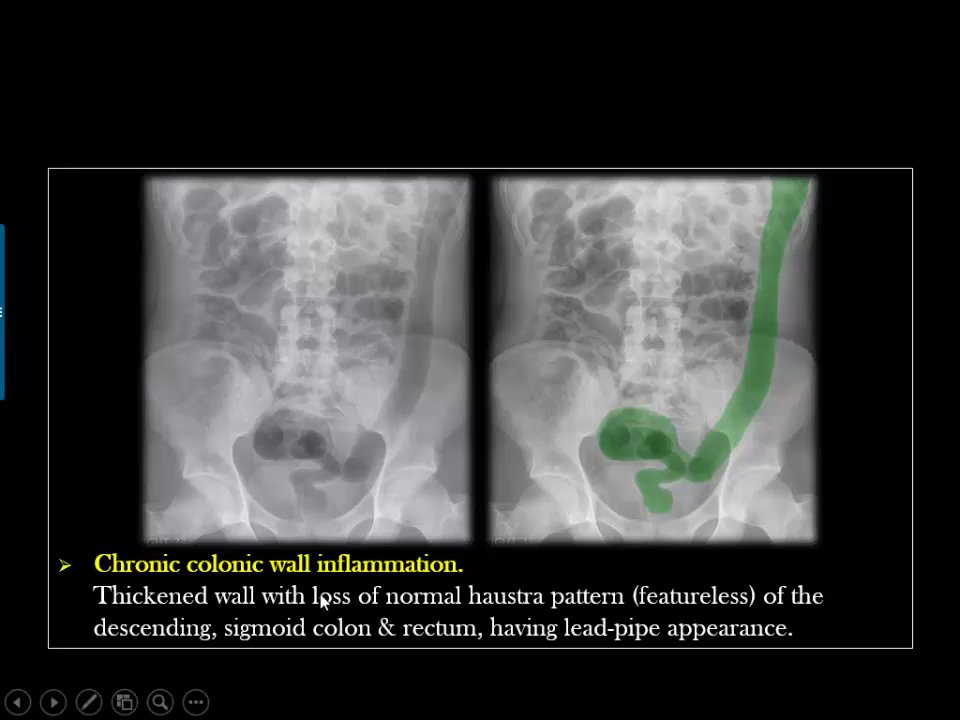 Chronic colonic wall inflammation.
Thickened wall with loss of normal haustra pattern (featureless) of the
descending, sigmoid colon & rectum, having lead-pipe appearance.